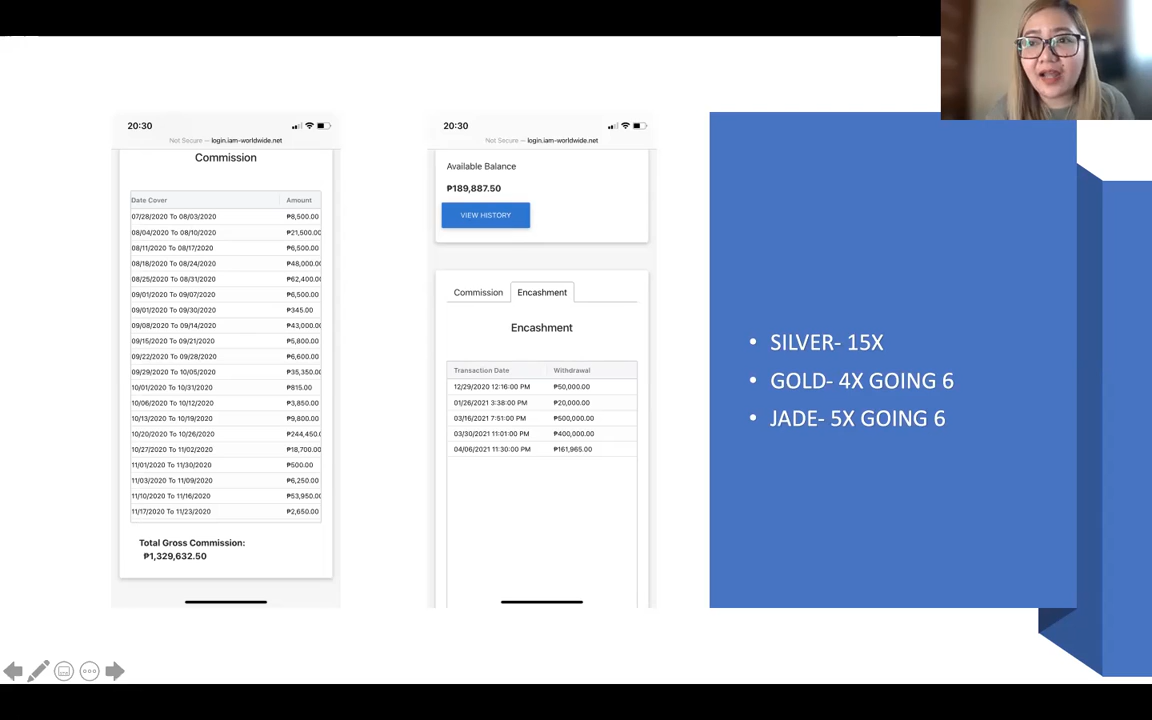 20:30
Not Secure — login.iam-worldwide.net
Commission
Date Cover Amount
07/28/2020 To 08/03/2020 ₱8,500.00
08/04/2020 To 08/10/2020 ₱21,500.00
08/11/2020 To 08/17/2020 ₱6,500.00
08/18/2020 To 08/24/2020 ₱48,000.00
08/25/2020 To 08/31/2020 ₱62,400.00
09/01/2020 To 09/07/2020 ₱6,500.00
09/01/2020 To 09/30/2020 ₱345.00
09/08/2020 To 09/14/2020 ₱43,000.00
09/15/2020 To 09/21/2020 ₱5,800.00
09/22/2020 To 09/28/2020 ₱6,600.00
09/29/2020 To 10/05/2020 ₱35,350.00
10/01/2020 To 10/31/2020 ₱815.00
10/06/2020 To 10/12/2020 ₱3,850.00
10/13/2020 To 10/19/2020 ₱9,800.00
10/20/2020 To 10/26/2020 ₱244,450.0
10/27/2020 To 11/02/2020 ₱18,700.00
11/01/2020 To 11/30/2020 ₱500.00
11/03/2020 To 11/09/2020 ₱6,250.00
11/10/2020 To 11/16/2020 ₱53,950.00
11/17/2020 To 11/23/2020 ₱2,650.00
Total Gross Commission:
₱1,329,632.50
20:30
Not Secure — login.iam-worldwide.net
Available Balance
₱189,887.50
VIEW HISTORY
Commission Encashment
Encashment
Transaction Date Withdrawal
12/29/2020 12:16:00 PM ₱50,000.00
01/26/2021 3:38:00 PM ₱20,000.00
03/16/2021 7:51:00 PM ₱500,000.00
03/30/2021 11:01:00 PM ₱400,000.00
04/06/2021 11:30:00 PM ₱161,965.00
• SILVER- 15X
• GOLD- 4X GOING 6
• JADE- 5X GOING 6